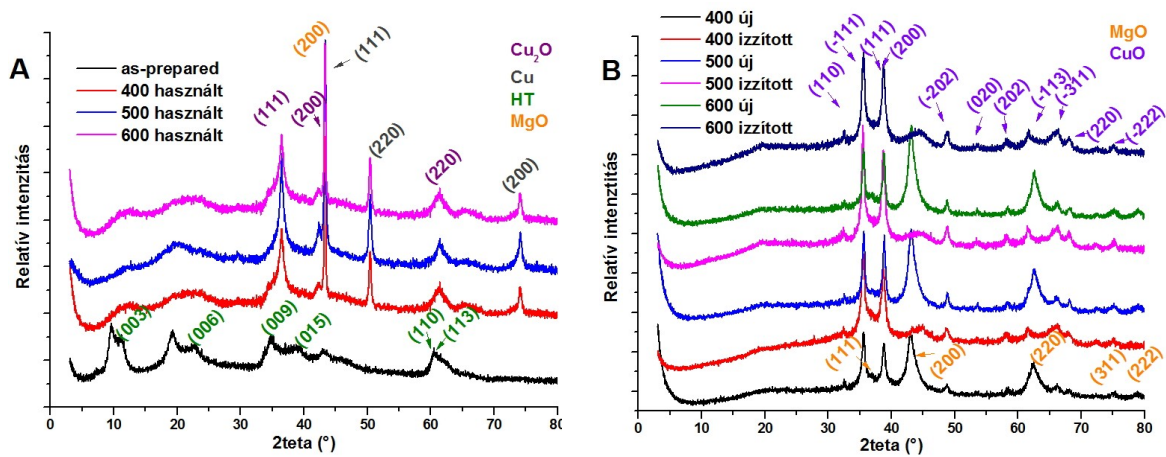 A
as-prepared
400 használt
500 használt
600 használt
Cu₂O
Cu
HT
MgO
(200)
(111)
(111)
(200)
(220)
(220)
(200)
(003)
(006)
(009)
(015)
(110)
(113)
Relatív intenzitás
0 10 20 30 40 50 60 70 80
2teta (°)
B
400 új
400 izzított
500 új
500 izzított
600 új
600 izzított
MgO
CuO
(110)
(-111)
(111)
(200)
(-202)
(020)
(202)
(-113)
(-311)
(220)
(-222)
(111)
(200)
(220)
(311)
(222)
Relatív intenztitás
0 10 20 30 40 50 60 70 80
2teta (°)